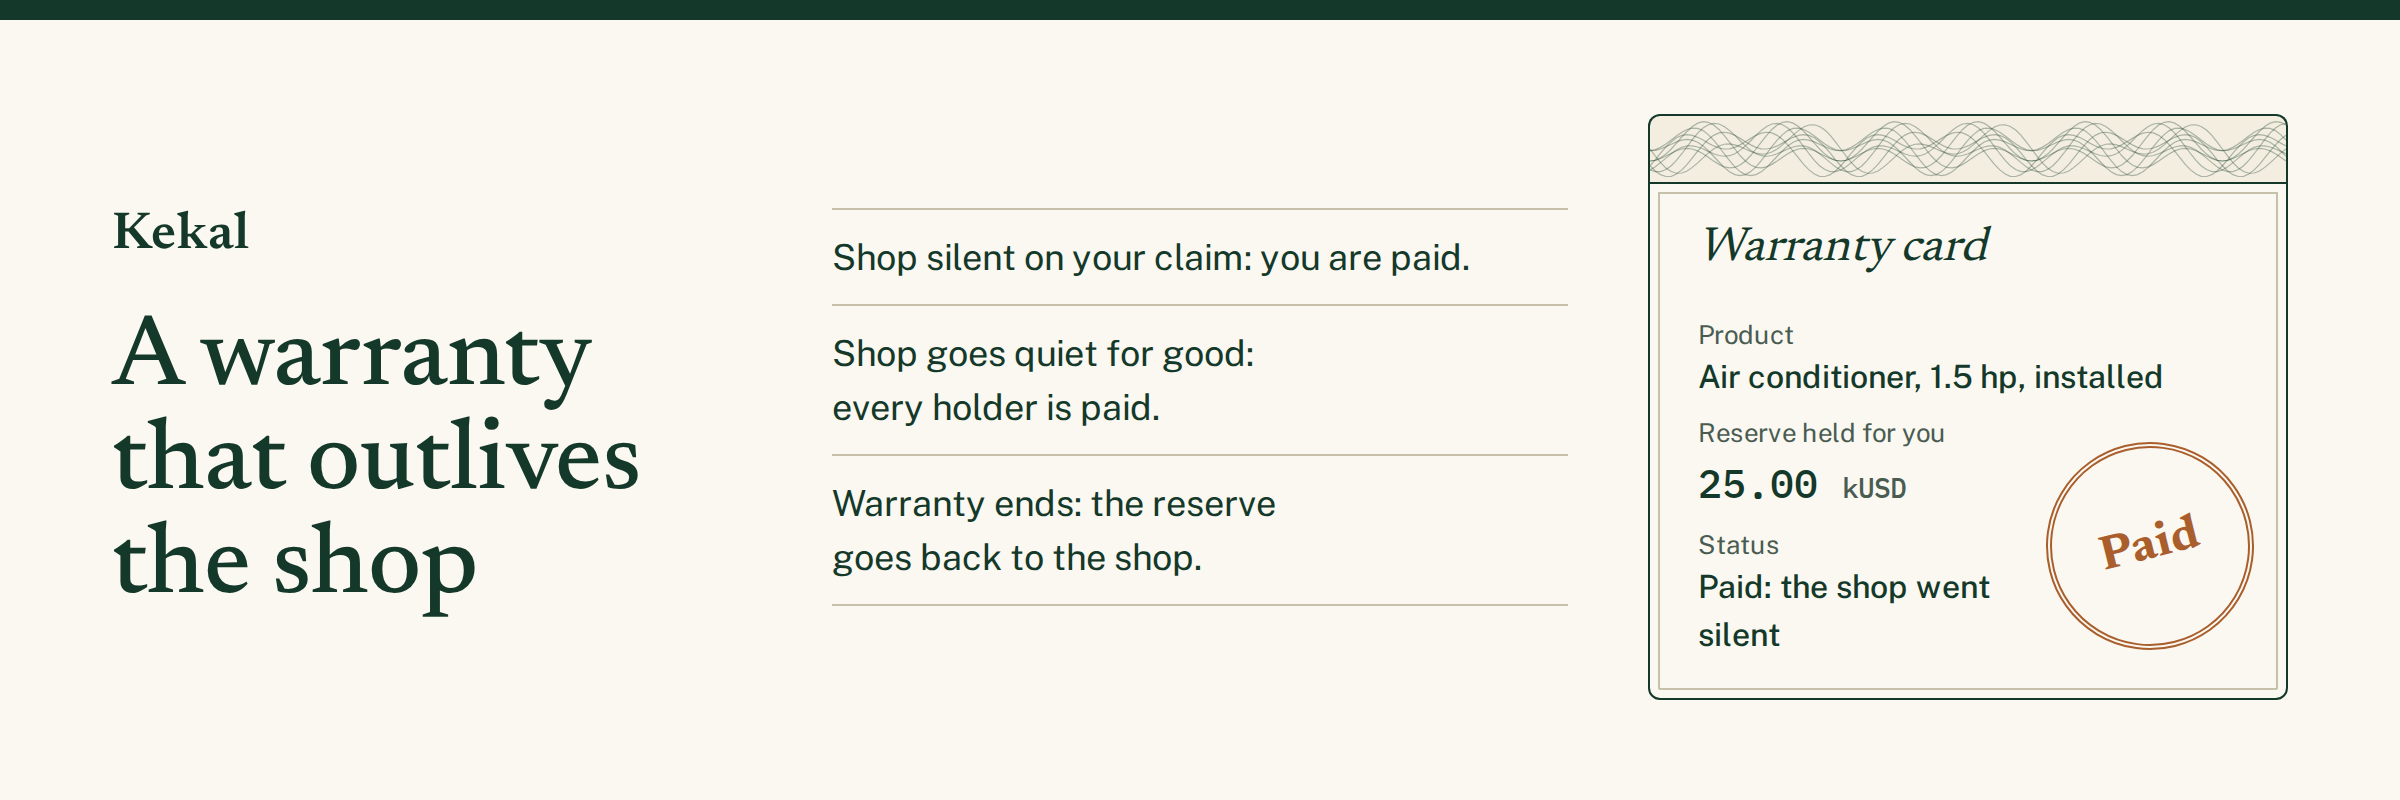 Kekal
A warranty
that outlives
the shop
Shop silent on your claim: you are paid.
Shop goes quiet for good:
every holder is paid.
Warranty ends: the reserve
goes back to the shop.
Warranty card
Product
Air conditioner, 1.5 hp, installed
Reserve held for you
25.00 kUSD
Status
Paid: the shop went
silent
Paid